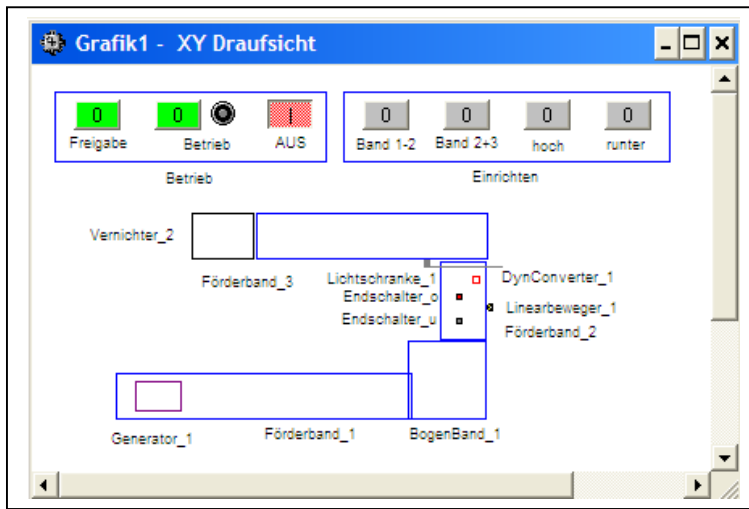 Grafik1 - XY Draufsicht
0 0 I 0 0 0 0
Freigabe Betrieb AUS Band 1-2 Band 2+3 hoch runter
Betrieb Einrichten
Vernichter_2
Förderband_3 Lichtschranke_1 DynConverter_1
Endschalter_o Linearbeweger_1
Endschalter_u Förderband_2
Generator_1 Förderband_1 BogenBand_1